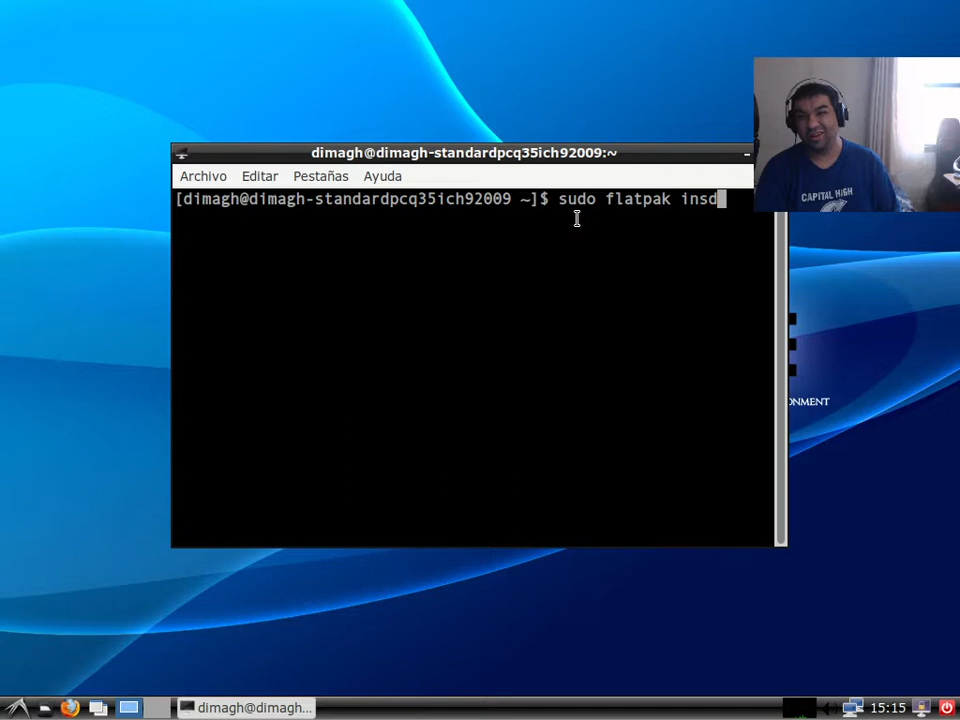 dimagh@dimagh-standardpcq35ich92009:~
Archivo Editar Pestañas Ayuda
[dimagh@dimagh-standardpcq35ich92009 ~]$ sudo flatpak insd
CAPITAL HIGH
ONMENT
dimagh@dimagh... 15:15